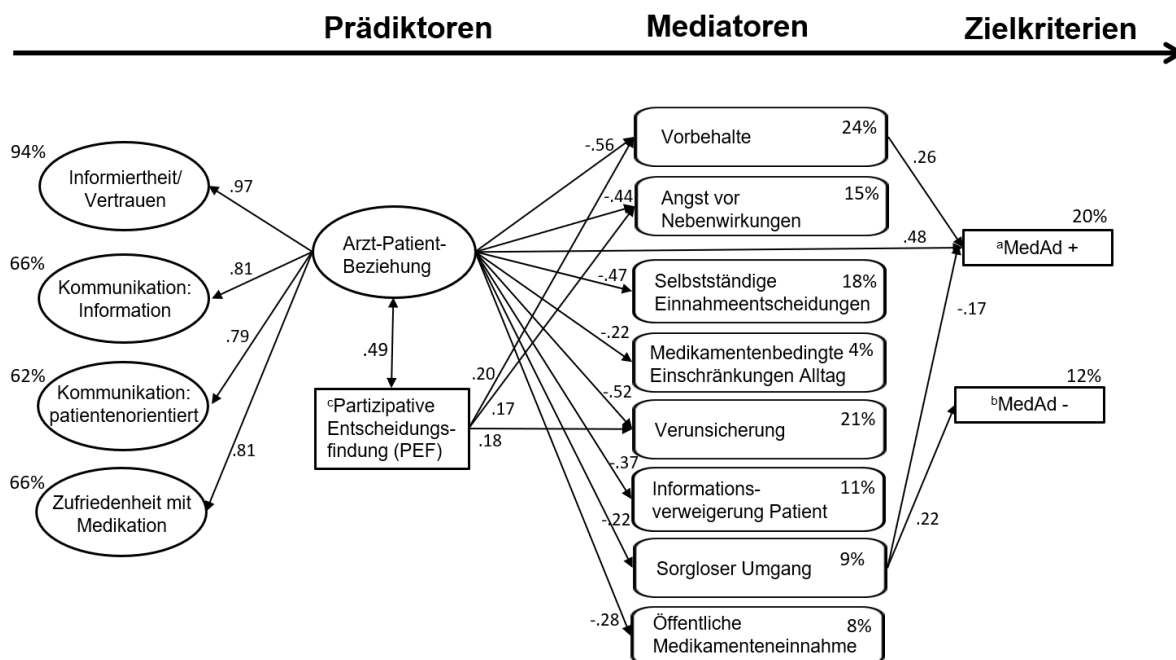 Prädiktoren
Mediatoren
Zielkriterien
94%
Informiertheit/
Vertrauen
.97
66%
Kommunikation:
Information
.81
62%
Kommunikation:
patientenorientiert
.79
66%
Zufriedenheit mit
Medikation
.81
Arzt-Patient-
Beziehung
.49
ᶜPartizipative
Entscheidungs-
findung (PEF)
-.56
-.44
.48
-.47
-.22
-.52
-.37
-.22
-.28
.20
.17
.18
Vorbehalte 24%
Angst vor 15%
Nebenwirkungen
Selbstständige 18%
Einnahmeentscheidungen
Medikamentenbedingte 4%
Einschränkungen Alltag
Verunsicherung 21%
Informations- 11%
verweigerung Patient
Sorgloser Umgang 9%
Öffentliche 8%
Medikamenteneinnahme
.26
-.17
.22
20%
ᵃMedAd +
12%
ᵇMedAd -